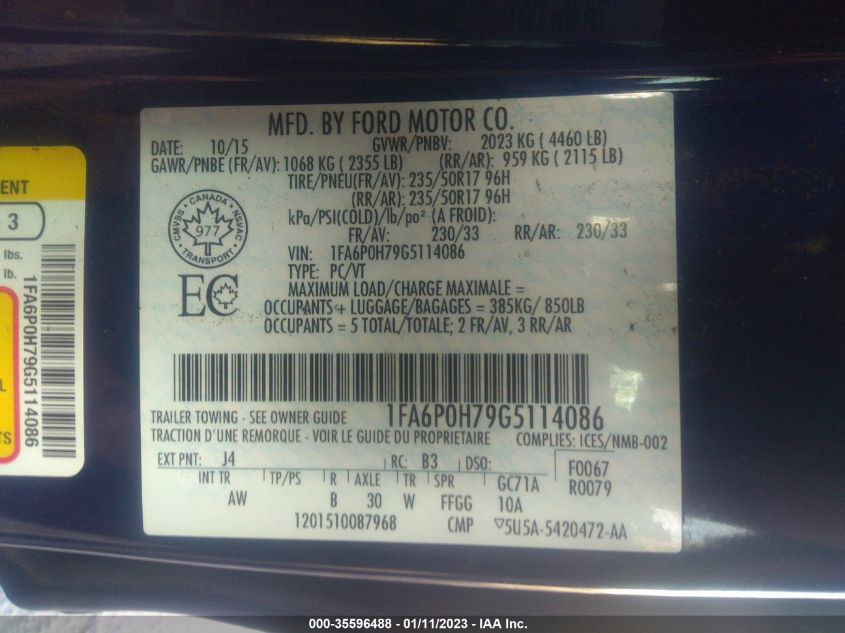 MFD. BY FORD MOTOR CO.
DATE: 10/15 GVWR/PNBV: 2023 KG ( 4460 LB)
GAWR/PNBE (FR/AV): 1068 KG ( 2355 LB) (RR/AR): 959 KG ( 2115 LB)
TIRE/PNEU(FR/AV): 235/50R17 96H
(RR/AR): 235/50R17 96H
kPa/PSI(COLD)/lb/po² (A FROID):
FR/AV: 230/33 RR/AR: 230/33
VIN: 1FA6P0H79G5114086
TYPE: PC/VT
MAXIMUM LOAD/CHARGE MAXIMALE =
OCCUPANTS + LUGGAGE/BAGAGES = 385KG/ 850LB
OCCUPANTS = 5 TOTAL/TOTALE; 2 FR/AV, 3 RR/AR
CANADA
CMVSS NSVAC
977
TRANSPORT
EC
1FA6P0H79G5114086
TRAILER TOWING - SEE OWNER GUIDE
TRACTION D'UNE REMORQUE - VOIR LE GUIDE DU PROPRIETAIRE COMPLIES: ICES/NMB-002
EXT PNT: J4 RC: B3 DSO: F0067
INT TR TP/PS R AXLE TR SPR GC71A R0079
AW B 30 W FFGG 10A
1201510087968 CMP ▽5U5A-5420472-AA
ENT
3
lbs.
lb.
L
TS
1FA6P0H79G5114086
000-35596488 - 01/11/2023 - IAA Inc.